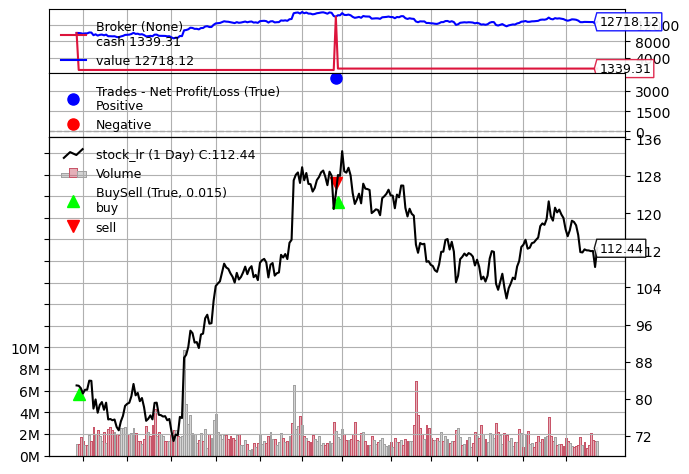 Broker (None)
cash 1339.31
value 12718.12
12718.12
8000
4000
1339.31
Trades - Net Profit/Loss (True)
Positive
Negative
3000
1500
0
stock_lr (1 Day) C:112.44
Volume
BuySell (True, 0.015)
buy
sell
136
128
120
112
112.44
104
96
88
80
72
10M
8M
6M
4M
2M
0M